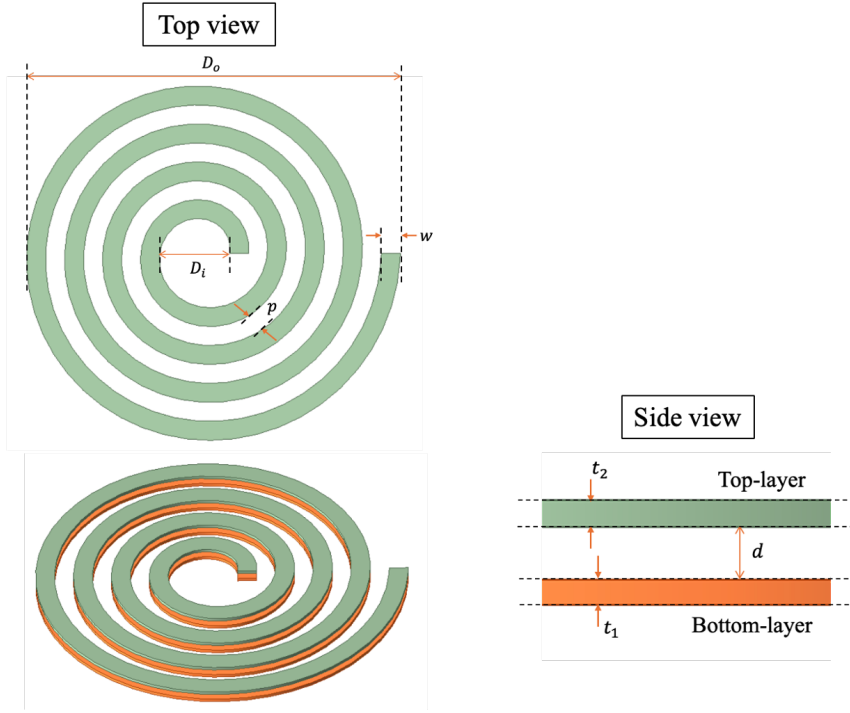 Top view
Dₒ
w
Dᵢ
p
Side view
t₂
Top-layer
d
t₁
Bottom-layer